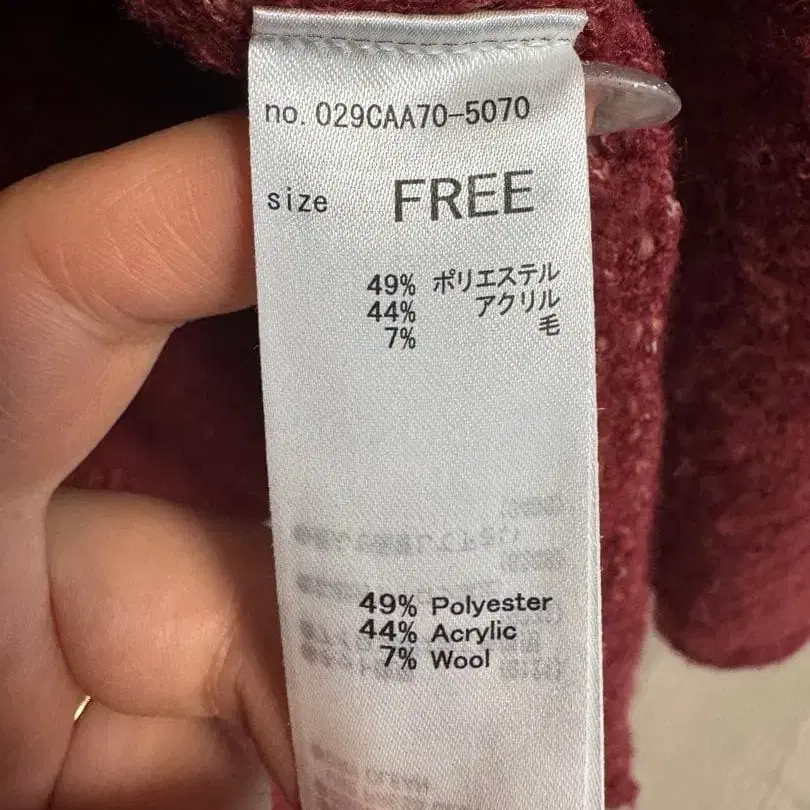 no. 029CAA70-5070
size FREE
49% ポリエステル
44% アクリル
7% 毛
49% Polyester
44% Acrylic
7% Wool